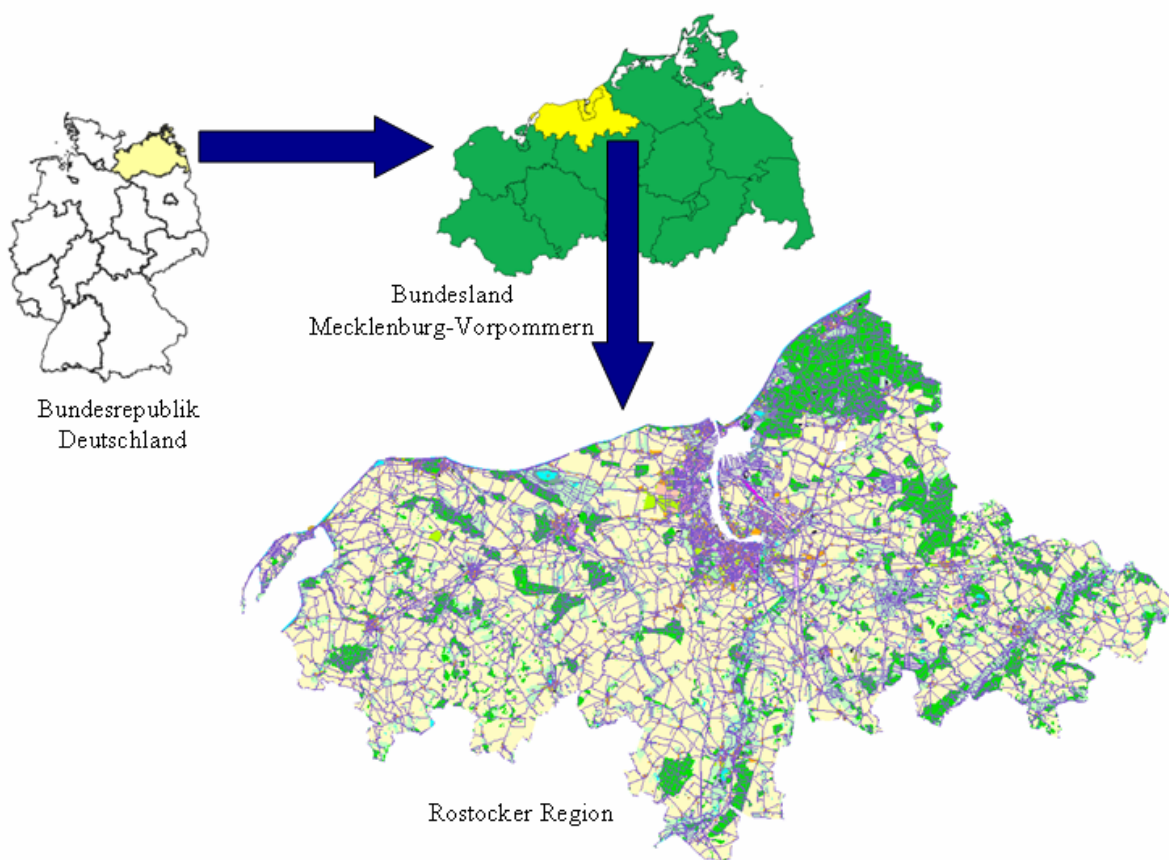 Bundesrepublik
Deutschland
Bundesland
Mecklenburg-Vorpommern
Rostocker Region